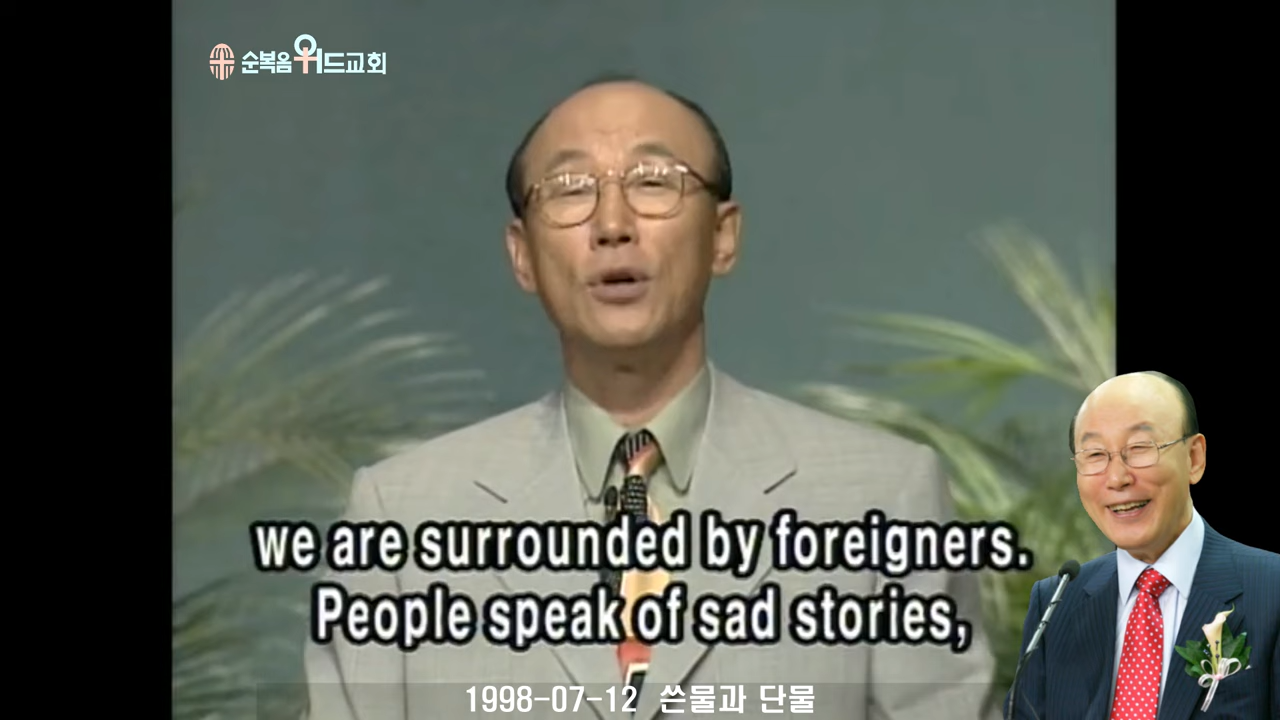 순복음워드교회
we are surrounded by foreigners.
People speak of sad stories,
1998-07-12 쓴물과 단물